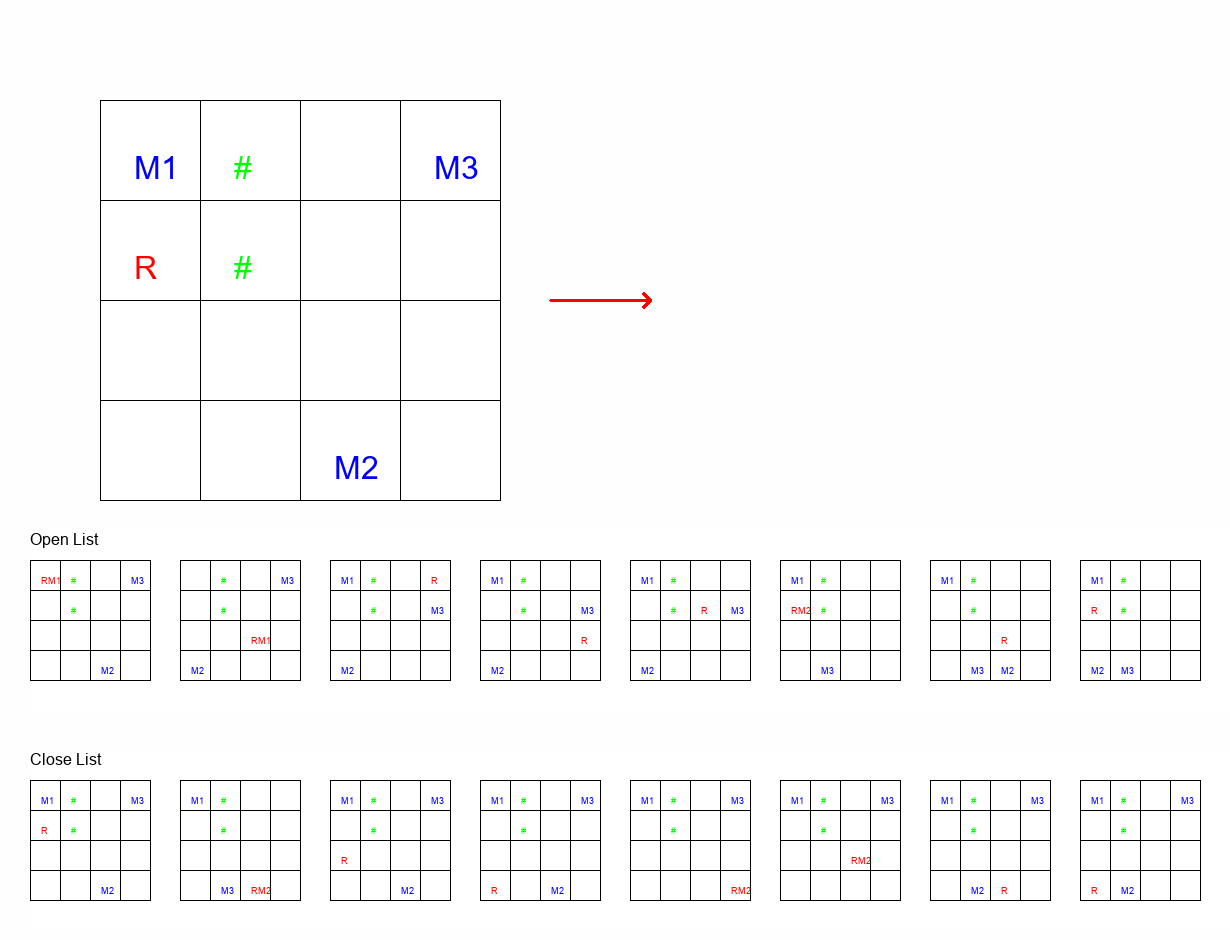 M1 # M3
R #
M2
Open List
RM1 # M3 # M3 M1 # R M1 # M1 # M1 # M1 # M1 #
# # # M3 # M3 # R M3 RM2 # # R #
RM1 R R
M2 M2 M2 M2 M2 M3 M3 M2 M2 M3
Close List
M1 # M3 M1 # M1 # M3 M1 # M3 M1 # M3 M1 # M3 M1 # M3 M1 # M3
R # # # # # # # #
R RM2
M2 M3 RM2 M2 R M2 RM2 M2 R R M2